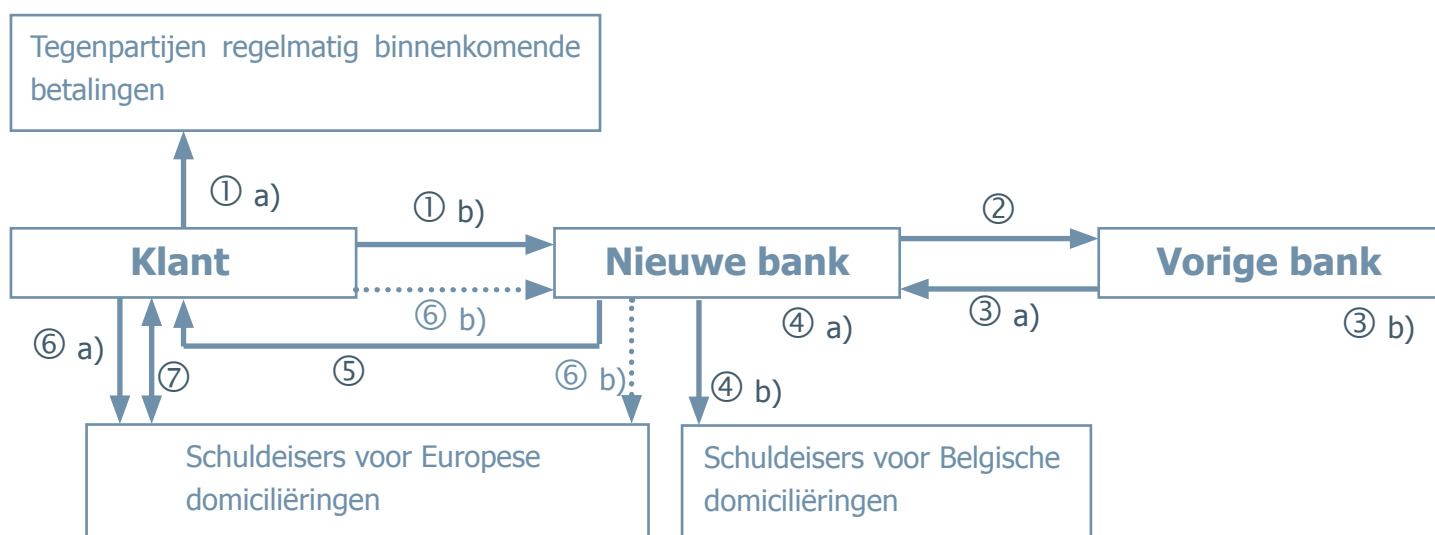 Tegenpartijen regelmatig binnenkomende
betalingen
① a)
① b)
②
Klant
Nieuwe bank
Vorige bank
⑥ b)
④ a)
③ a)
③ b)
⑥ a)
⑦
⑤
⑥ b)
④ b)
Schuldeisers voor Europese
domiciliëringen
Schuldeisers voor Belgische
domiciliëringen